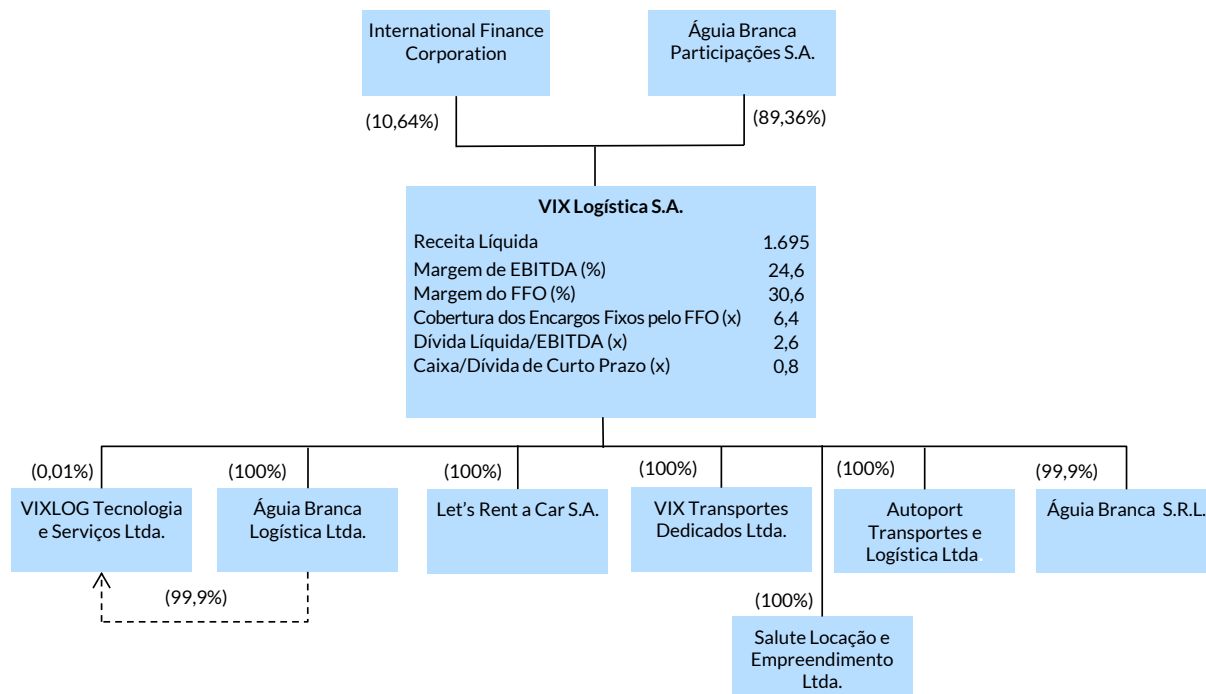 International Finance
Corporation
Águia Branca
Participações S.A.
(10,64%)
(89,36%)
VIX Logística S.A.
Receita Líquida 1.695
Margem de EBITDA (%) 24,6
Margem do FFO (%) 30,6
Cobertura dos Encargos Fixos pelo FFO (x) 6,4
Dívida Líquida/EBITDA (x) 2,6
Caixa/Dívida de Curto Prazo (x) 0,8
(0,01%)
VIXLOG Tecnologia
e Serviços Ltda.
(100%)
Águia Branca
Logística Ltda.
(99,9%)
(100%)
Let's Rent a Car S.A.
(100%)
VIX Transportes
Dedicados Ltda.
(100%)
Salute Locação e
Empreendimento
Ltda.
(100%)
Autoport
Transportes e
Logística Ltda.
(99,9%)
Águia Branca S.R.L.